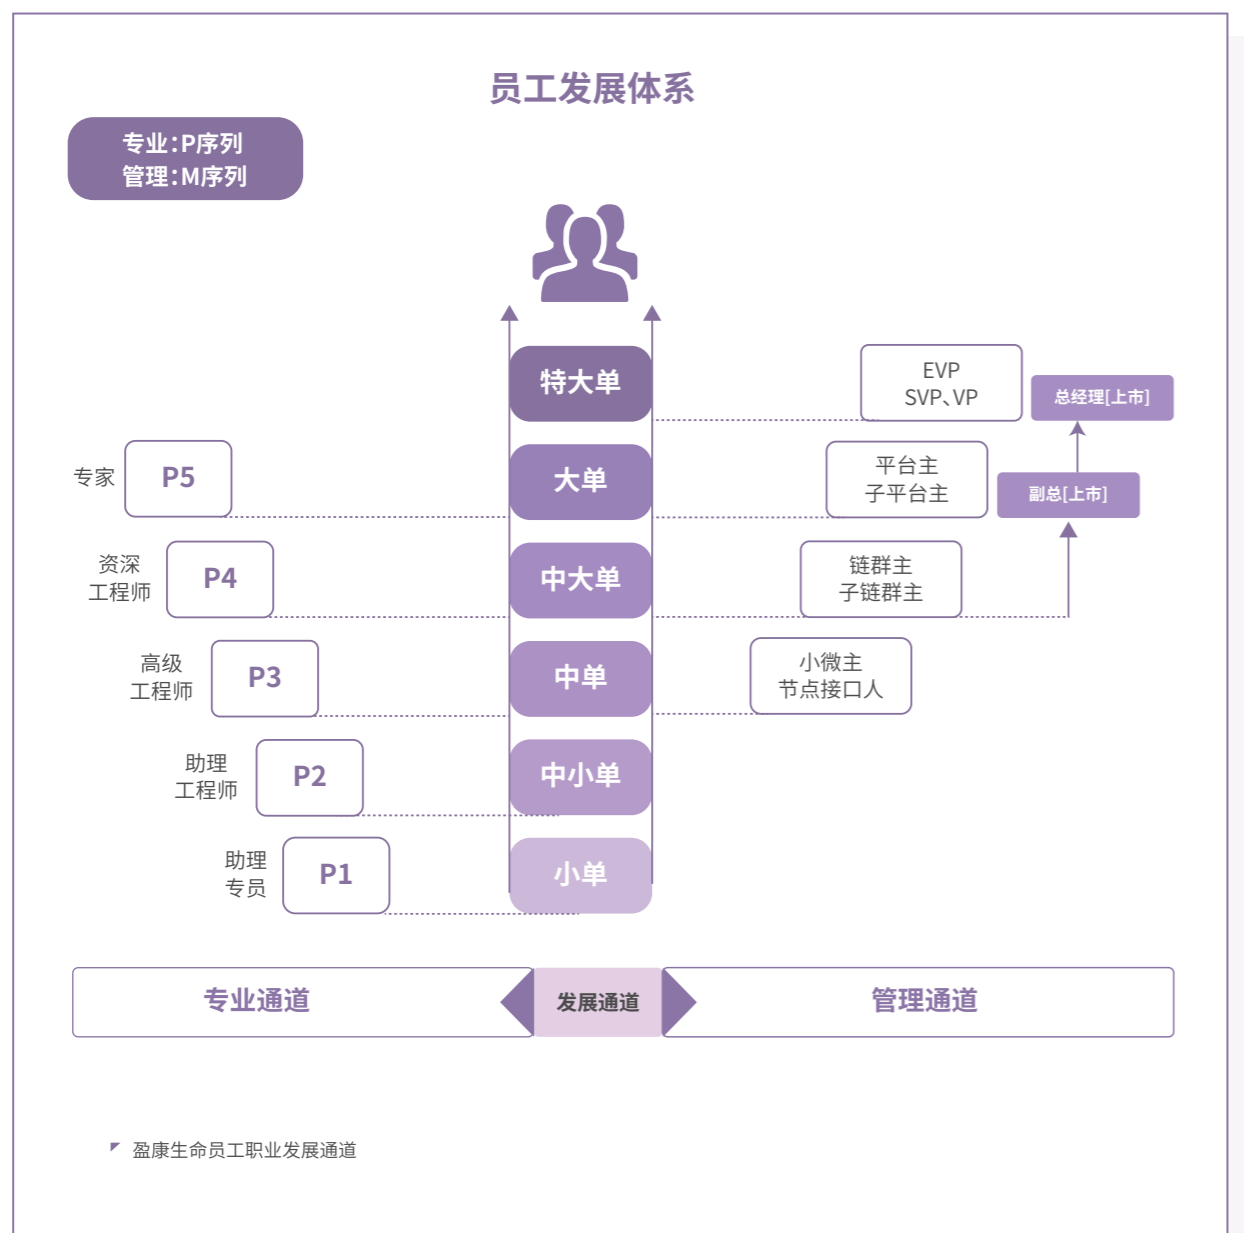 员工发展体系
专业:P序列
管理:M序列
特大单
EVP
SVP、VP
总经理[上市]
专家
P5
大单
平台主
子平台主
副总[上市]
资深
工程师
P4
中大单
链群主
子链群主
高级
工程师
P3
中单
小微主
节点接口人
助理
工程师
P2
中小单
助理
专员
P1
小单
专业通道
发展通道
管理通道
盈康生命员工职业发展通道